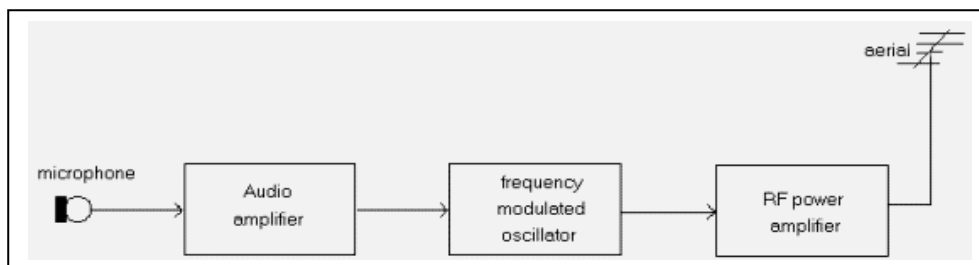 aerial
microphone
Audio
amplifier
frequency
modulated
oscillator
RF power
amplifier